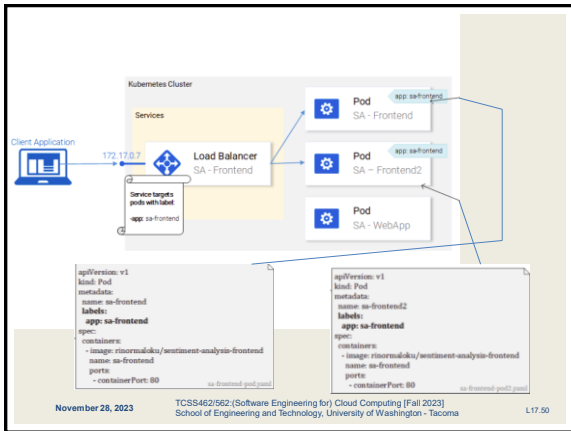 Kubernetes Cluster
Services
Client Application
172.17.0.7
Load Balancer
SA - Frontend
Service targets
pods with label:
-app: sa-frontend
Pod
SA - Frontend
app: sa-frontend
Pod
SA – Frontend2
app: sa-frontend
Pod
SA - WebApp
apiVersion: v1
kind: Pod
metadata:
name: sa-frontend
labels:
app: sa-frontend
spec:
containers:
- image: rinormaloku/sentiment-analysis-frontend
name: sa-frontend
ports:
- containerPort: 80
sa-frontend-pod.yaml
apiVersion: v1
kind: Pod
metadata:
name: sa-frontend2
labels:
app: sa-frontend
spec:
containers:
- image: rinormaloku/sentiment-analysis-frontend
name: sa-frontend
ports:
- containerPort: 80
sa-frontend-pod2.yaml
November 28, 2023
TCSS462/562:(Software Engineering for) Cloud Computing [Fall 2023]
School of Engineering and Technology, University of Washington - Tacoma
L17.50